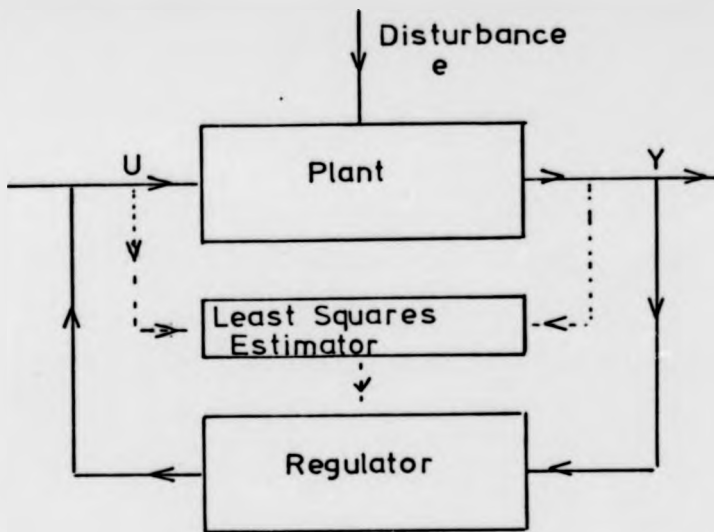 Disturbance
e
U
Plant
Y
Least Squares
Estimator
Regulator